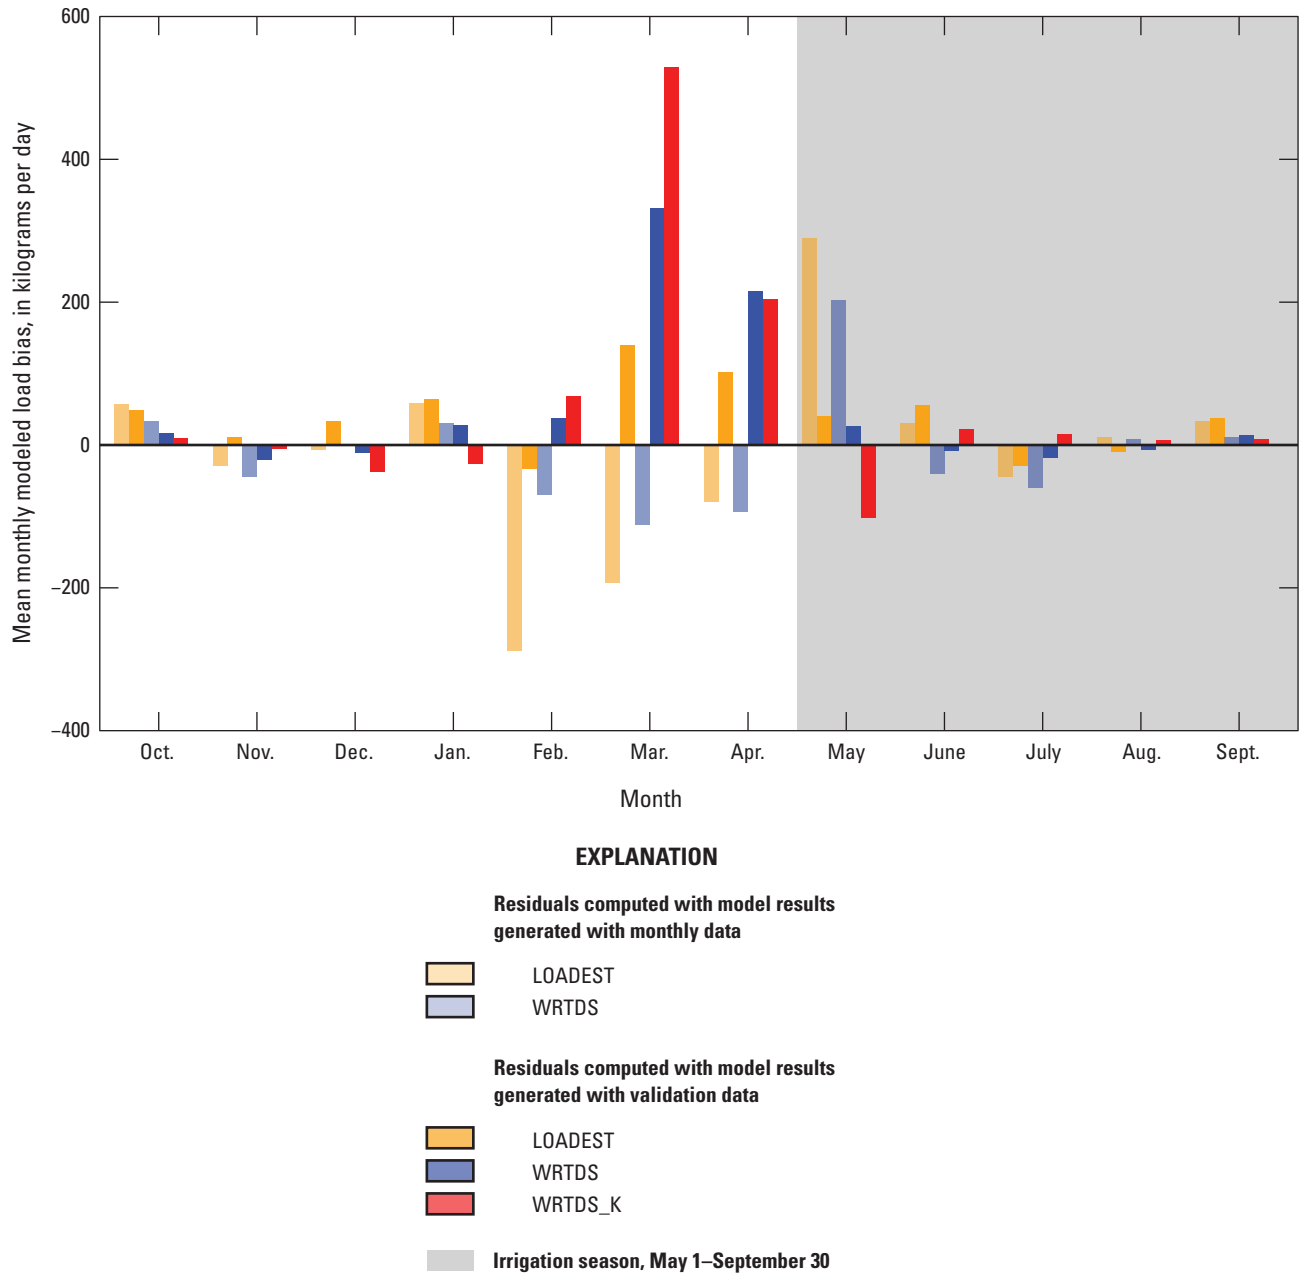 Mean monthly modeled load bias, in kilograms per day
600
400
200
0
–200
–400
Oct.
Nov.
Dec.
Jan.
Feb.
Mar.
Apr.
May
June
July
Aug.
Sept.
Month
EXPLANATION
Residuals computed with model results
generated with monthly data
LOADEST
WRTDS
Residuals computed with model results
generated with validation data
LOADEST
WRTDS
WRTDS_K
Irrigation season, May 1–September 30